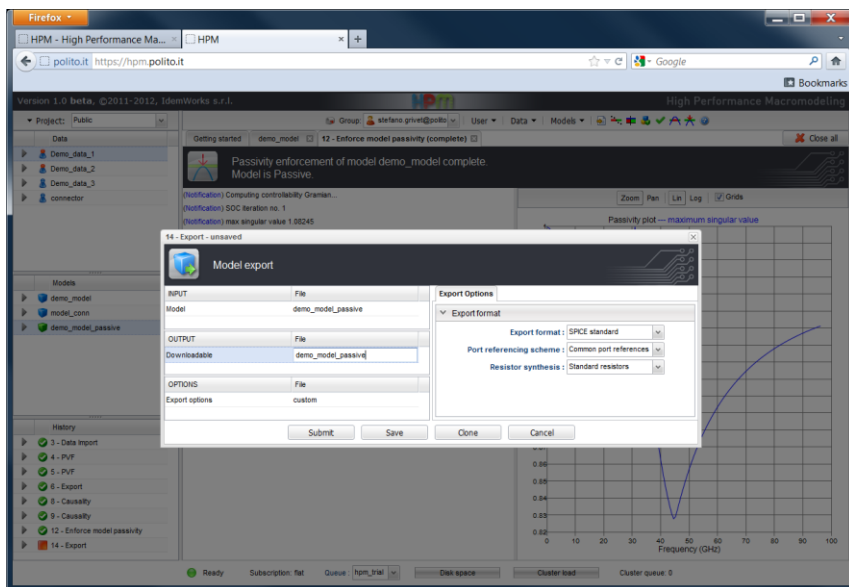 Firefox
HPM - High Performance Ma... ×
HPM ×
+
polito.it https://hpm.polito.it
Google
Bookmarks
Version 1.0 beta, ©2011-2012, IdemWorks s.r.l.
HPM
High Performance Macromodeling
Project: Public
Group: stefano.grivet@polito
User
Data
Models
Data
Getting started
demo_model
12 - Enforce model passivity (complete)
Close all
Demo_data_1
Demo_data_2
Demo_data_3
connector
Passivity enforcement of model demo_model complete.
Model is Passive.
(Notification) Computing controllability Gramian...
(Notification) SOC iteration no. 1
(Notification) max singular value 1.08245
Zoom Pan Lin Log Grids
Passivity plot --- maximum singular value
14 - Export - unsaved
Model export
INPUT File
Model demo_model_passive
OUTPUT File
Downloadable demo_model_passive
OPTIONS File
Export options custom
Export Options
Export format
Export format : SPICE standard
Port referencing scheme : Common port references
Resistor synthesis : Standard resistors
Submit Save Clone Cancel
Models
demo_model
model_conn
demo_model_passive
History
3 - Data Import
4 - PVF
5 - PVF
6 - Export
8 - Causality
9 - Causality
12 - Enforce model passivity
14 - Export
0.86
0.85
0.84
0.83
0.82
0 10 20 30 40 50 60 70 80 90 100
Frequency (GHz)
Ready
Subscription: flat
Queue : hpm_trial
Disk space
Cluster load
Cluster queue: 0